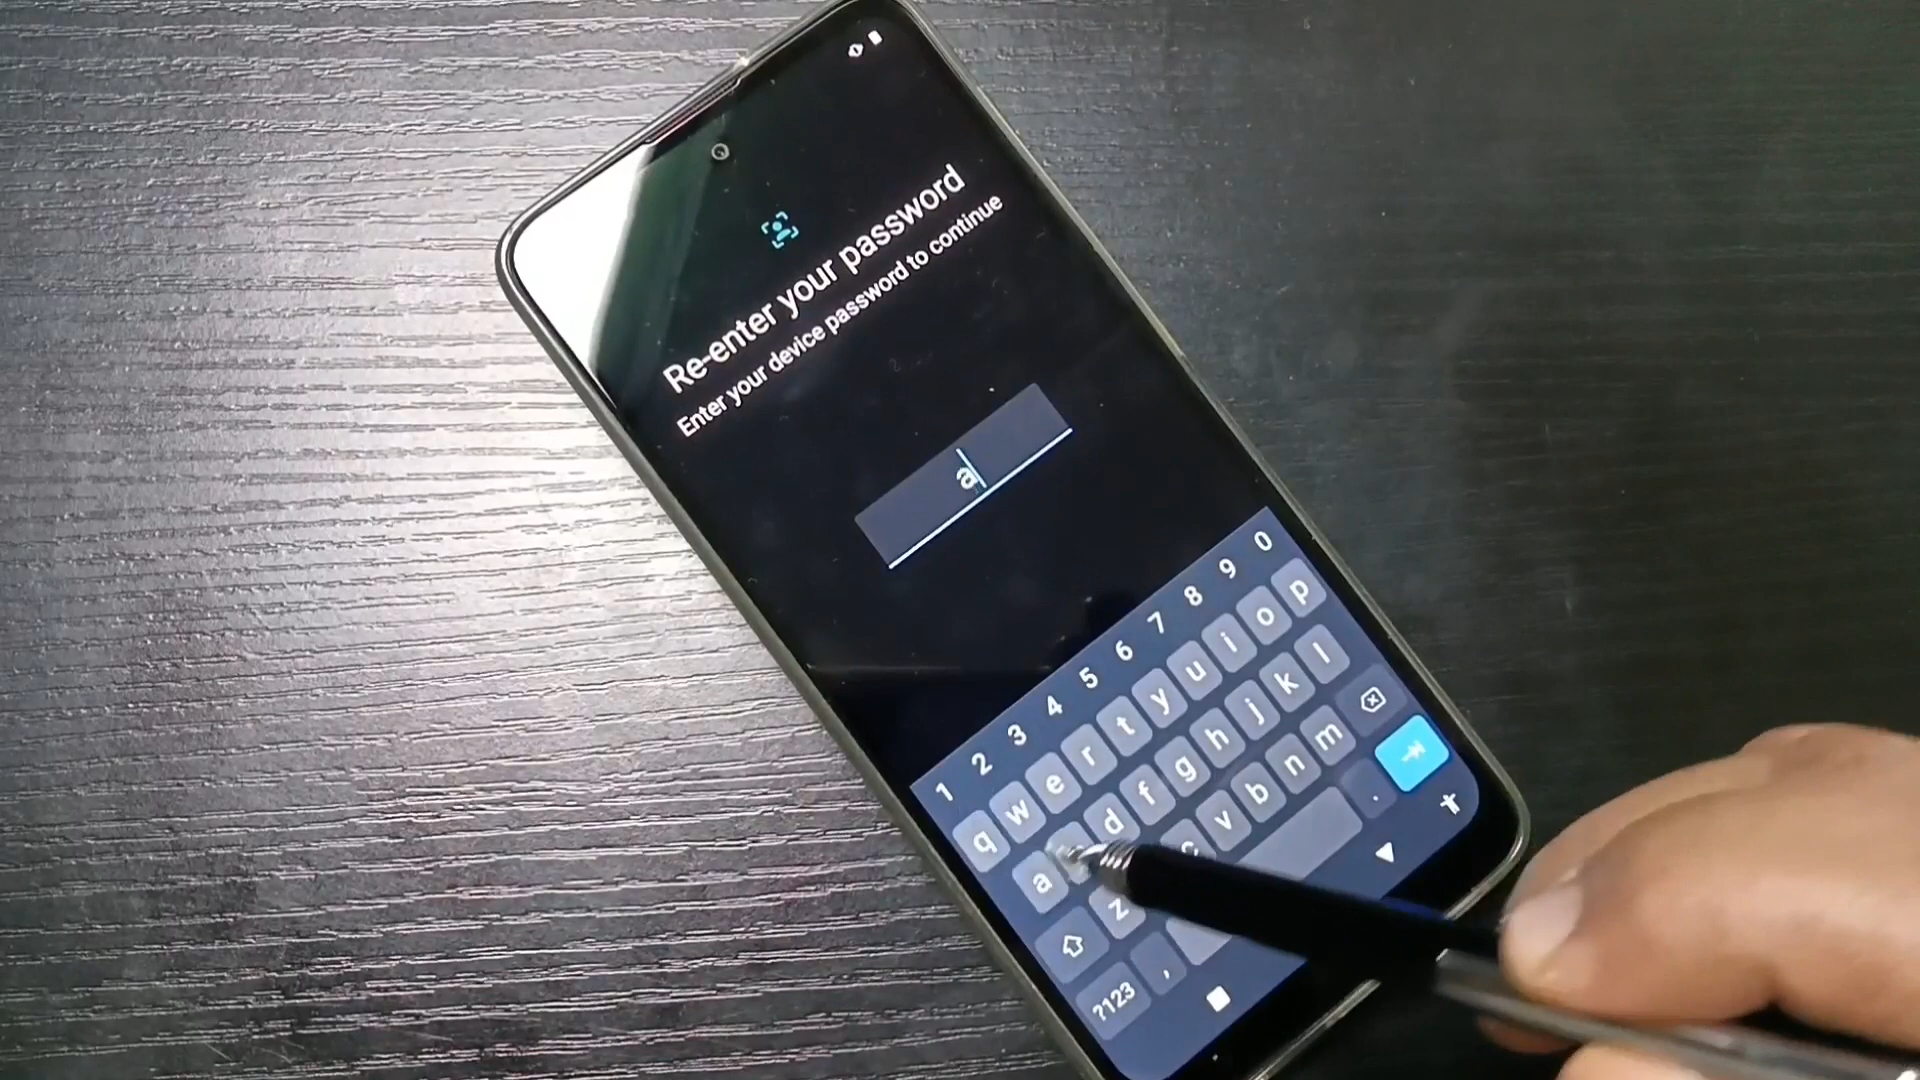 Re-enter your password
Enter your device password to continue
a
1 2 3 4 5 6 7 8 9 0
q w e r t y u i o p
a d f g h j k l
z c v b n m
?123 , .